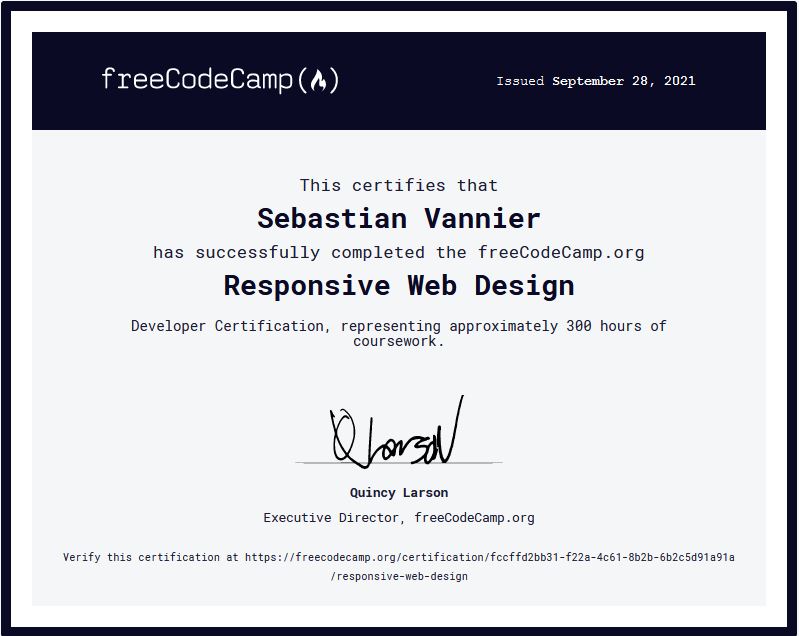 freeCodeCamp(🔥)
Issued September 28, 2021
This certifies that
Sebastian Vannier
has successfully completed the freeCodeCamp.org
Responsive Web Design
Developer Certification, representing approximately 300 hours of
coursework.
QLarson
Quincy Larson
Executive Director, freeCodeCamp.org
Verify this certification at https://freecodecamp.org/certification/fccffd2bb31-f22a-4c61-8b2b-6b2c5d91a91a
/responsive-web-design